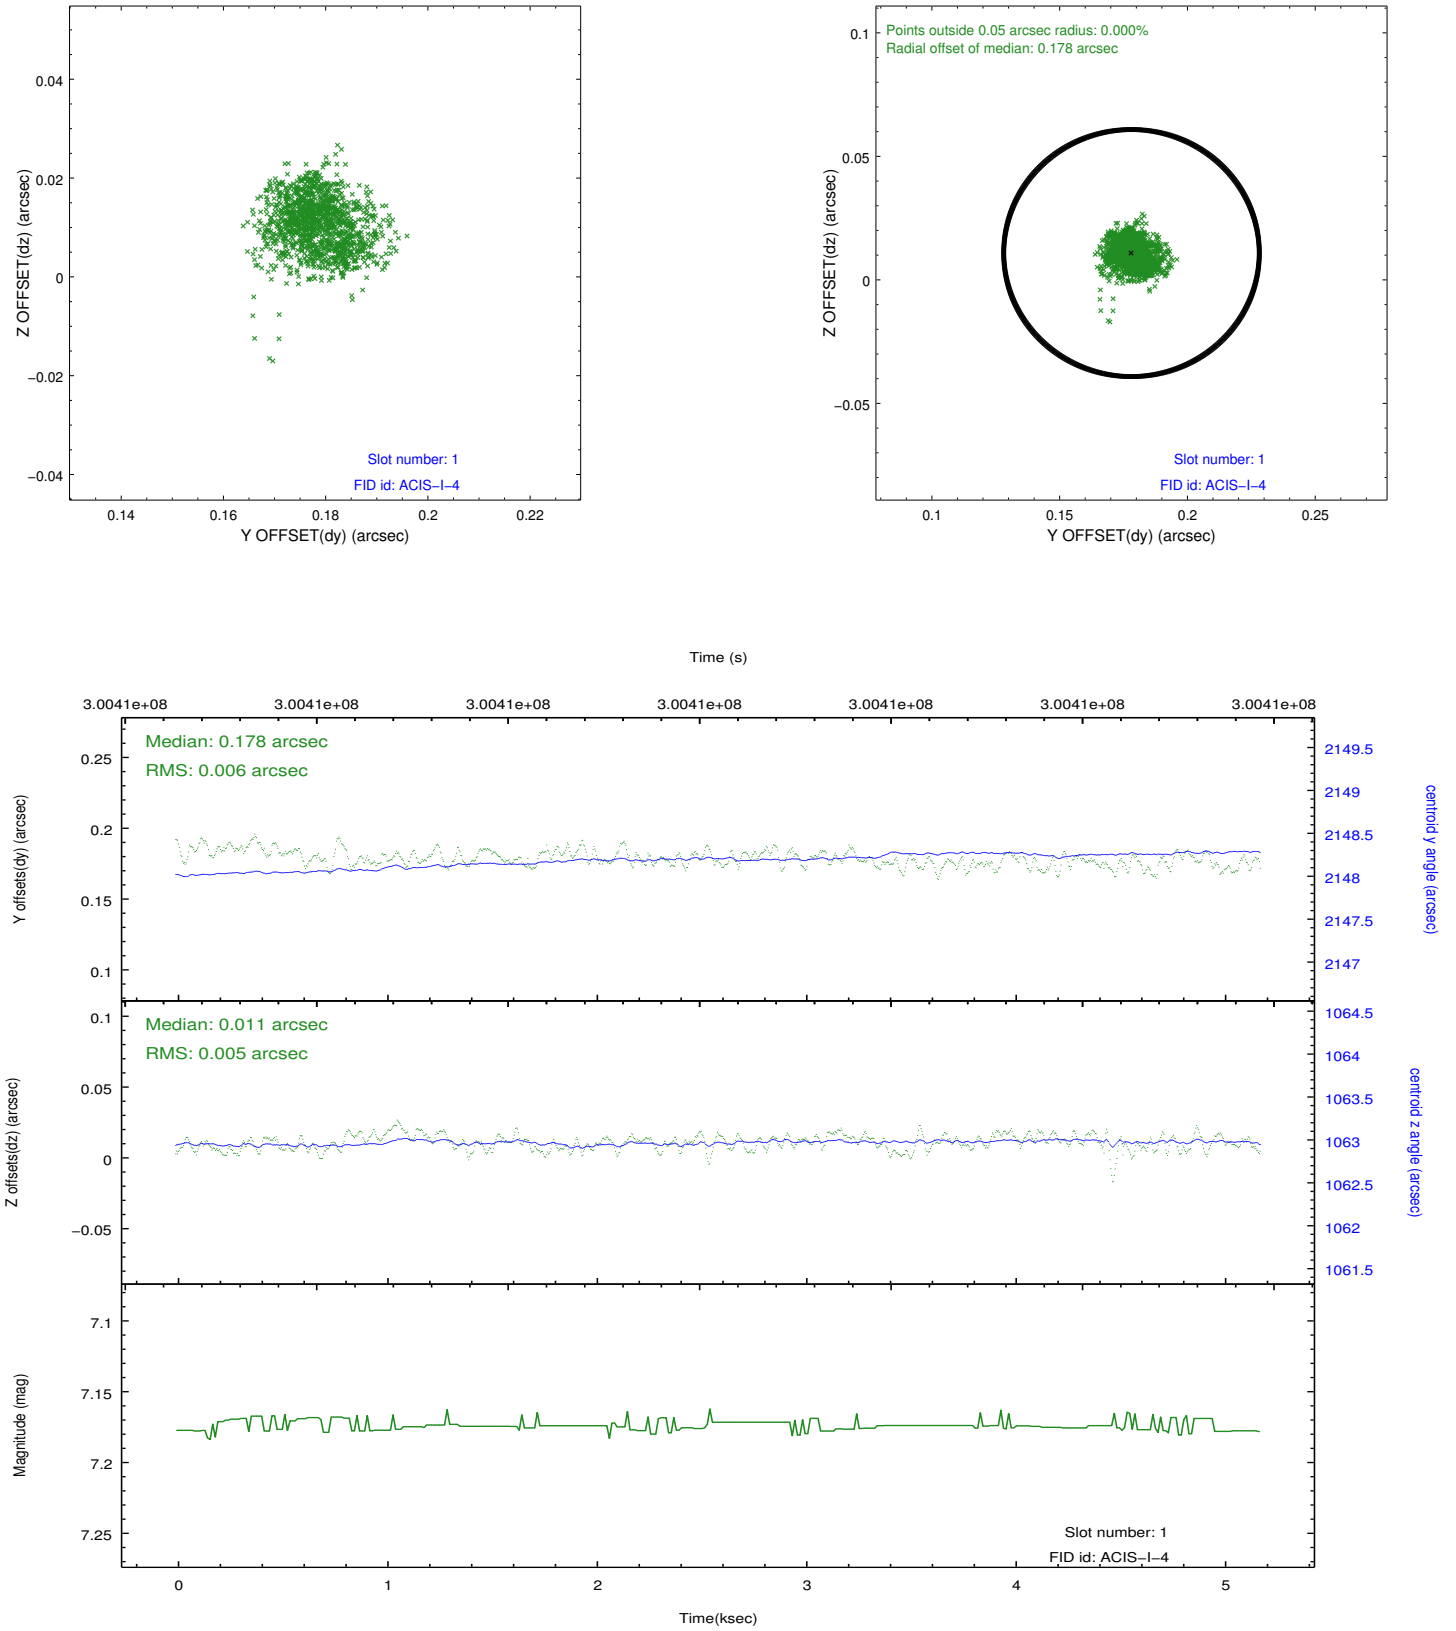 0.04
0.02
0
−0.02
−0.04
Z OFFSET(dz) (arcsec)
Slot number: 1
FID id: ACIS−I−4
0.14
0.16
0.18
0.2
0.22
Y OFFSET(dy) (arcsec)
Points outside 0.05 arcsec radius: 0.000%
Radial offset of median: 0.178 arcsec
0.1
0.05
0
−0.05
Z OFFSET(dz) (arcsec)
Slot number: 1
FID id: ACIS−I−4
0.1
0.15
0.2
0.25
Y OFFSET(dy) (arcsec)
Time (s)
3.0041e+08
3.0041e+08
3.0041e+08
3.0041e+08
3.0041e+08
3.0041e+08
3.0041e+08
Median: 0.178 arcsec
RMS: 0.006 arcsec
0.25
0.2
0.15
0.1
Y offsets(dy) (arcsec)
2149.5
2149
2148.5
2148
2147.5
2147
centroid y angle (arcsec)
Median: 0.011 arcsec
RMS: 0.005 arcsec
0.1
0.05
0
−0.05
Z offsets(dz) (arcsec)
1064.5
1064
1063.5
1063
1062.5
1062
1061.5
centroid z angle (arcsec)
7.1
7.15
7.2
7.25
Magnitude (mag)
Slot number: 1
FID id: ACIS−I−4
0
1
2
3
4
5
Time(ksec)